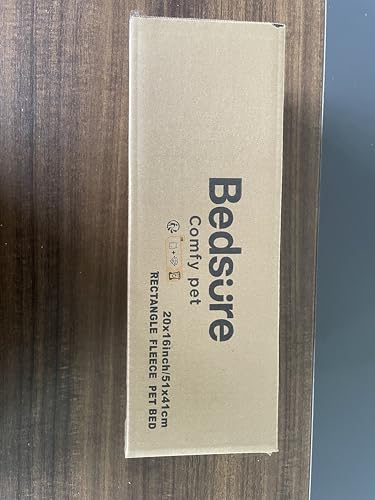 Bedsure
Comfy pet
20x16inch/51x41cm
RECTANGLE FLEECE PET BED